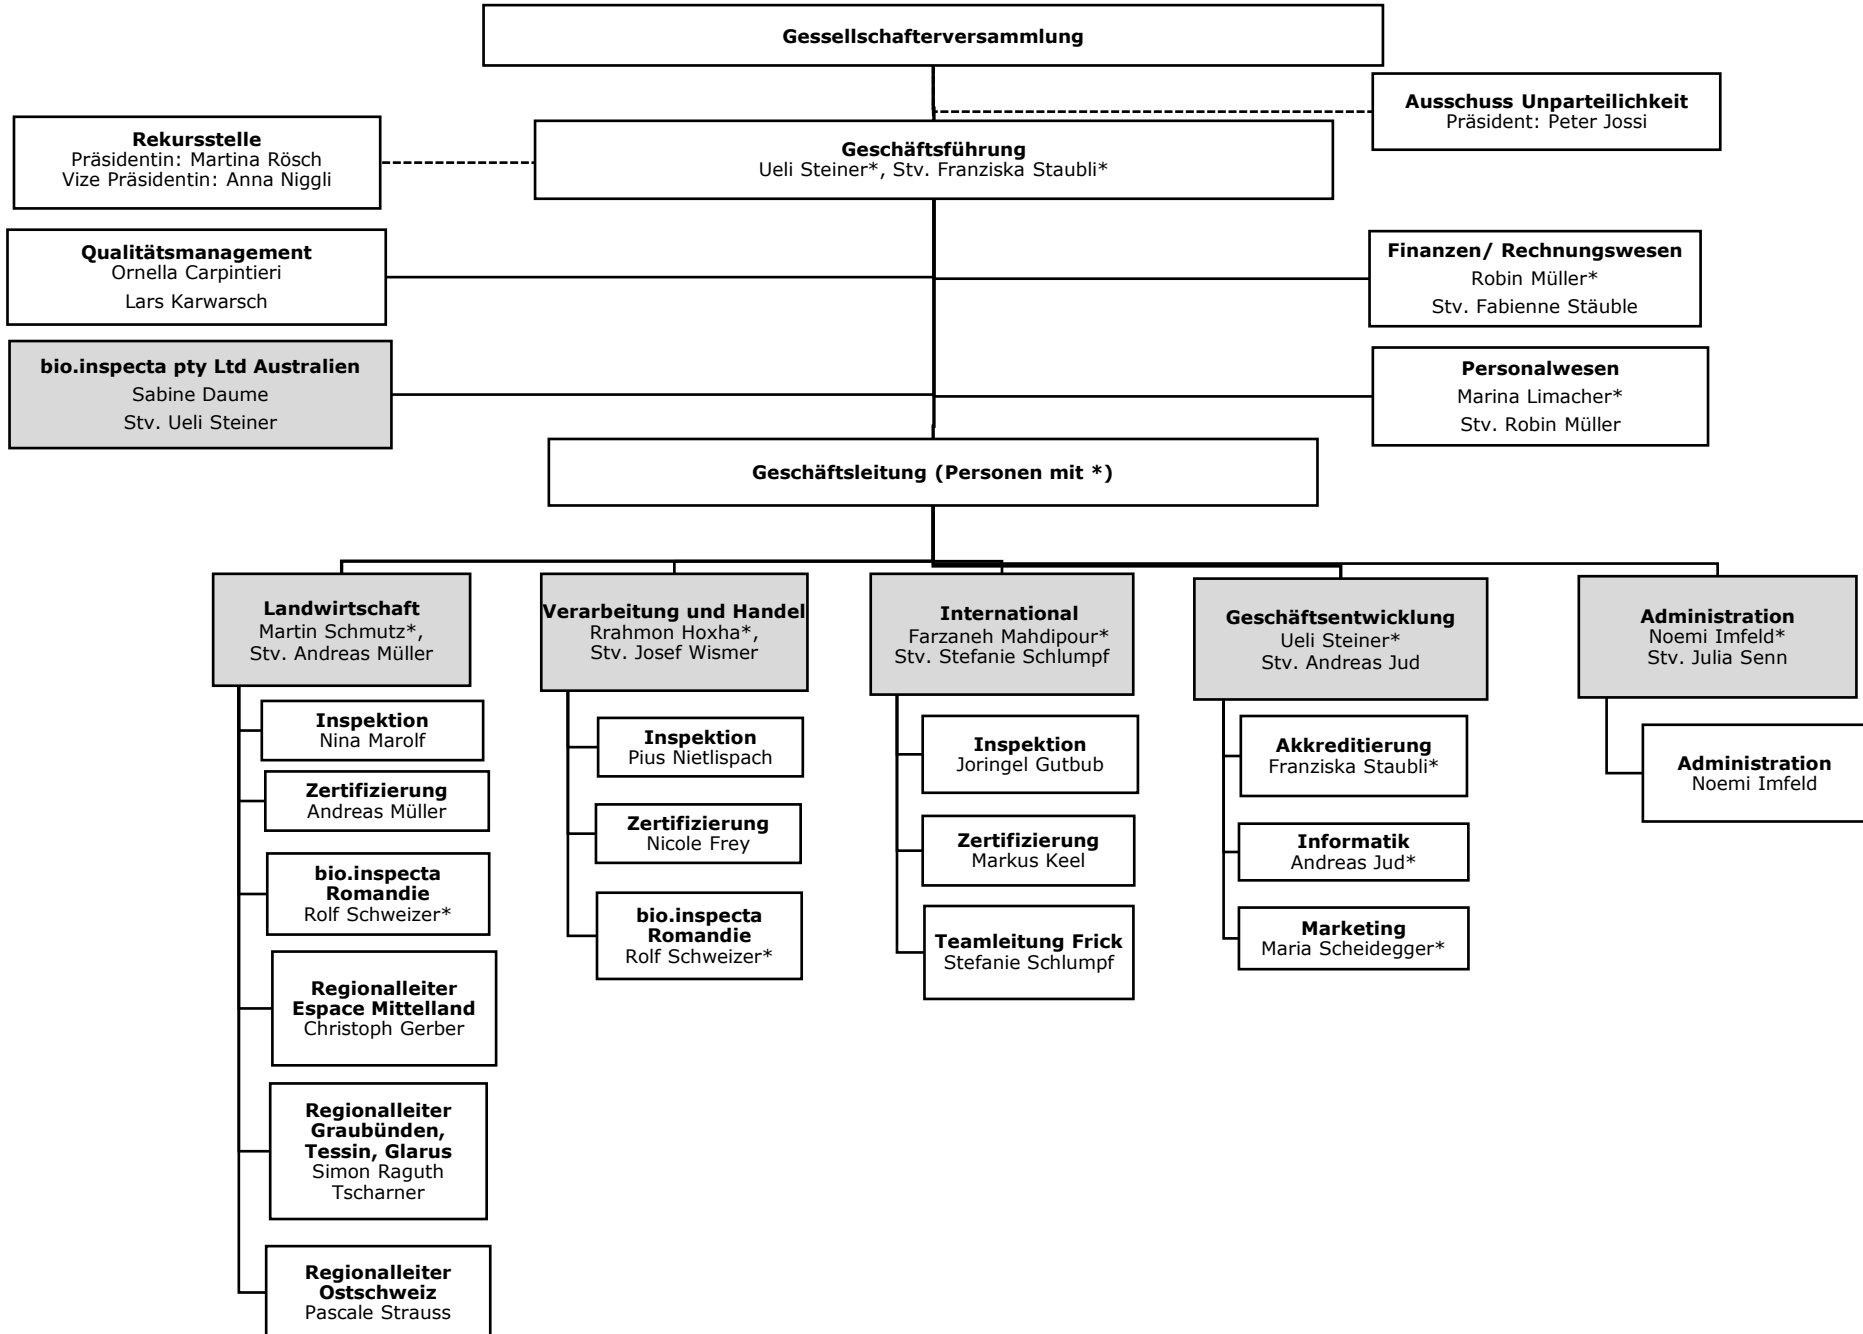 Gessellschafterversammlung
Ausschuss Unparteilichkeit
Präsident: Peter Jossi
Rekursstelle
Präsidentin: Martina Rösch
Vize Präsidentin: Anna Niggli
Geschäftsführung
Ueli Steiner*, Stv. Franziska Staubli*
Qualitätsmanagement
Ornella Carpintieri
Lars Karwarsch
Finanzen/ Rechnungswesen
Robin Müller*
Stv. Fabienne Stäuble
bio.inspecta pty Ltd Australien
Sabine Daume
Stv. Ueli Steiner
Personalwesen
Marina Limacher*
Stv. Robin Müller
Geschäftsleitung (Personen mit *)
Landwirtschaft
Martin Schmutz*,
Stv. Andreas Müller
Inspektion
Nina Marolf
Zertifizierung
Andreas Müller
bio.inspecta
Romandie
Rolf Schweizer*
Regionalleiter
Espace Mittelland
Christoph Gerber
Regionalleiter
Graubünden,
Tessin, Glarus
Simon Raguth
Tscharner
Regionalleiter
Ostschweiz
Pascale Strauss
Verarbeitung und Handel
Rrahmon Hoxha*,
Stv. Josef Wismer
Inspektion
Pius Nietlispach
Zertifizierung
Nicole Frey
bio.inspecta
Romandie
Rolf Schweizer*
International
Farzaneh Mahdipour*
Stv. Stefanie Schlumpf
Inspektion
Joringel Gutbub
Zertifizierung
Markus Keel
Teamleitung Frick
Stefanie Schlumpf
Geschäftsentwicklung
Ueli Steiner*
Stv. Andreas Jud
Akkreditierung
Franziska Staubli*
Informatik
Andreas Jud*
Marketing
Maria Scheidegger*
Administration
Noemi Imfeld*
Stv. Julia Senn
Administration
Noemi Imfeld